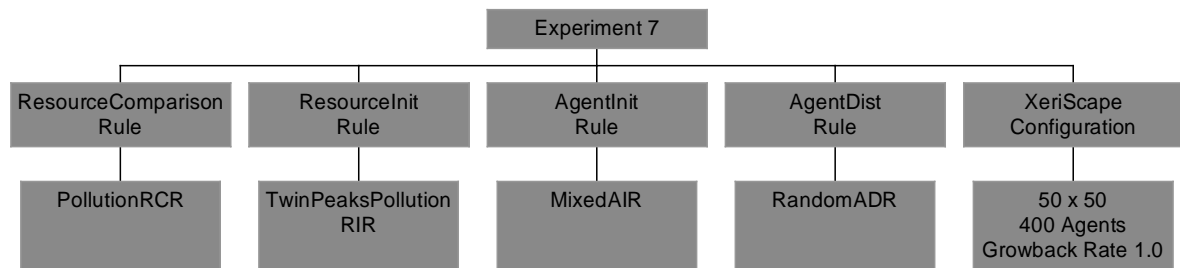 Experiment 7
ResourceComparison
Rule
ResourceInit
Rule
AgentInit
Rule
AgentDist
Rule
XeriScape
Configuration
PollutionRCR
TwinPeaksPollution
RIR
MixedAIR
RandomADR
50 x 50
400 Agents
Growback Rate 1.0